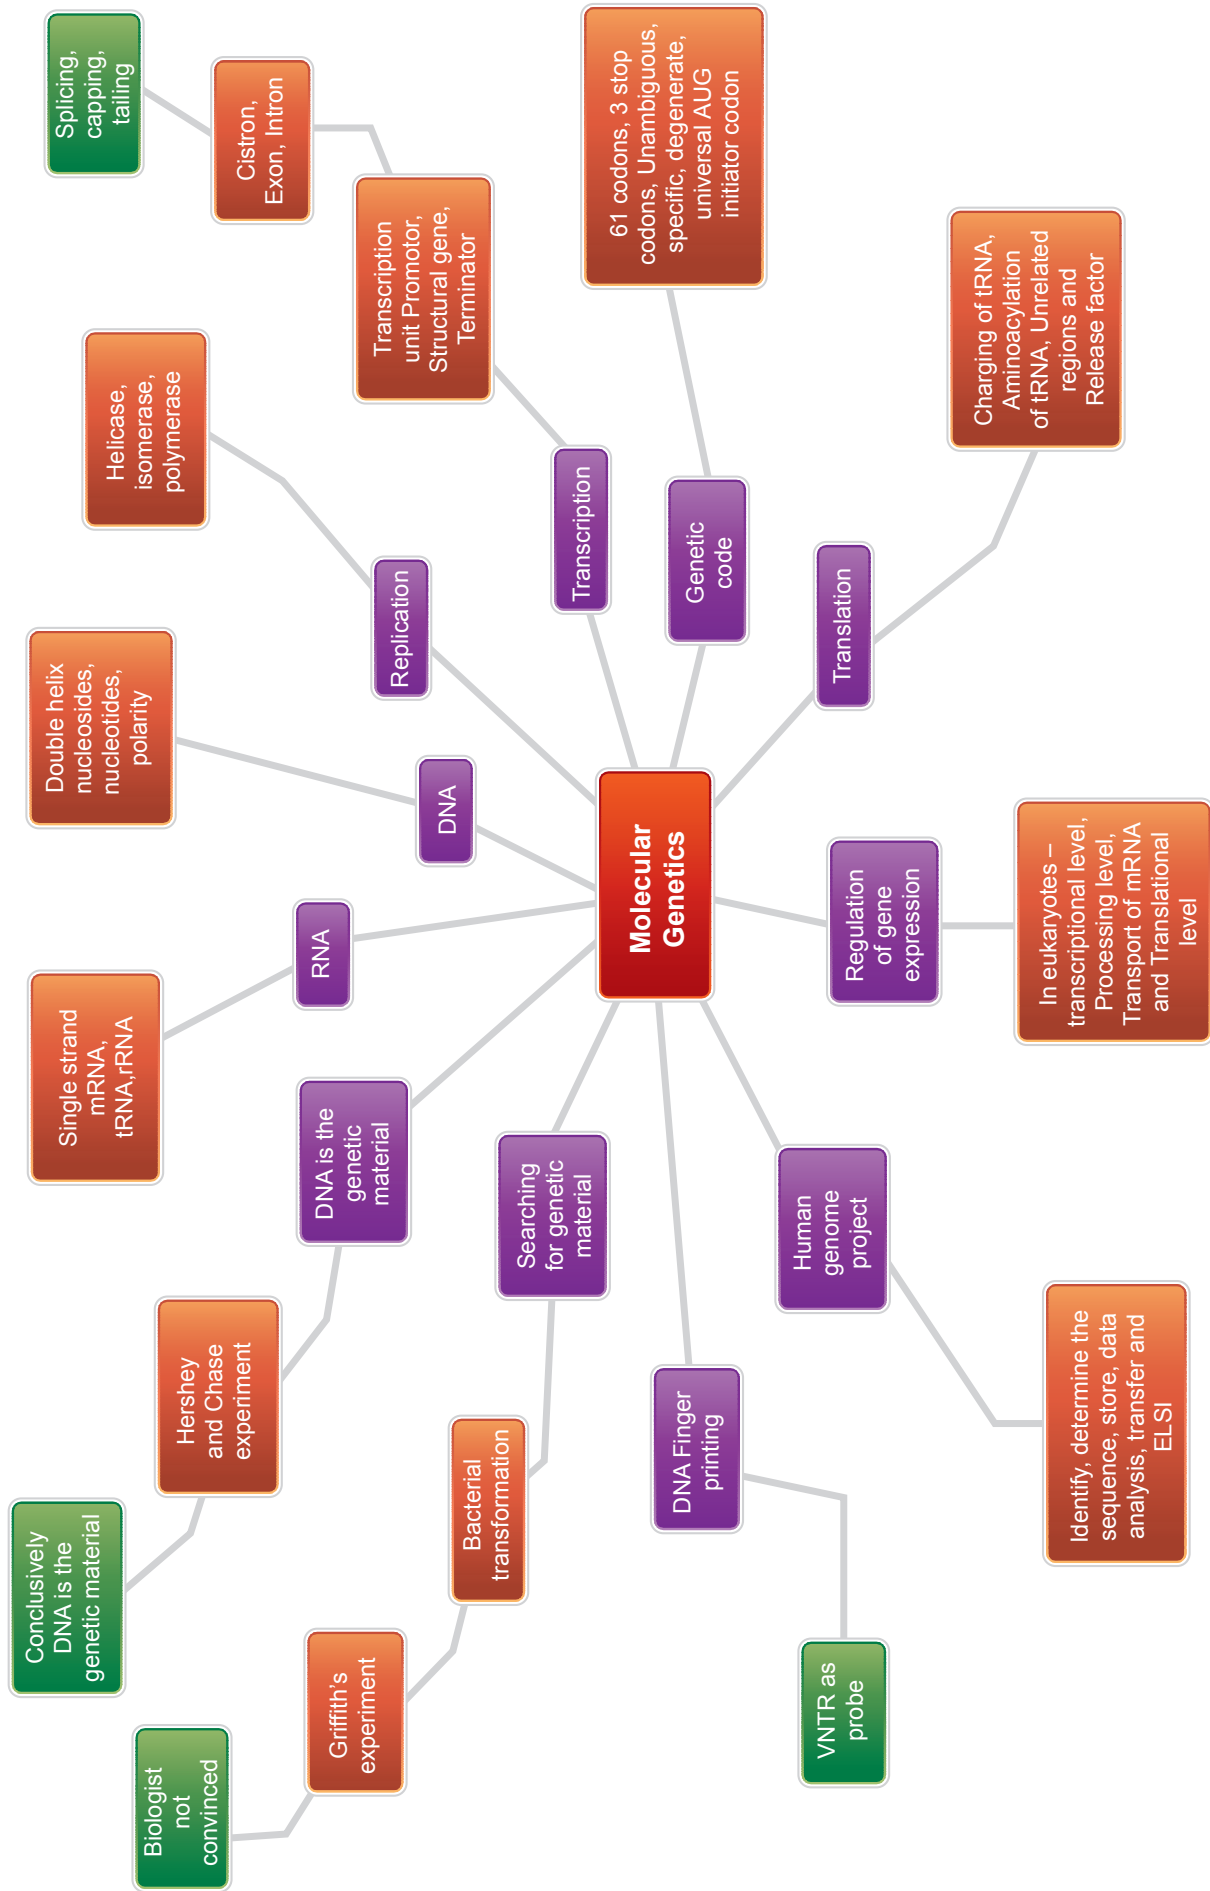 Conclusively
DNA is the
genetic material
Hershey
and Chase
experiment
DNA is the
genetic
material
Biologist
not
convinced
Griffith’s
experiment
Bacterial
transformation
Searching
for genetic
material
Single strand
mRNA,
tRNA,rRNA
RNA
Double helix
nucleosides,
nucleotides,
polarity
DNA
Helicase,
isomerase,
polymerase
Replication
Splicing,
capping,
tailing
Cistron,
Exon, Intron
Transcription
unit Promotor,
Structural gene,
Terminator
Transcription
61 codons, 3 stop
codons, Unambiguous,
specific, degenerate,
universal AUG
initiator codon
Genetic
code
Molecular
Genetics
Translation
Charging of tRNA,
Aminoacylation
of tRNA, Unrelated
regions and
Release factor
Regulation
of gene
expression
In eukaryotes –
transcriptional level,
Processing level,
Transport of mRNA
and Translational
level
Human
genome
project
Identify, determine the
sequence, store, data
analysis, transfer and
ELSI
DNA Finger
printing
VNTR as
probe